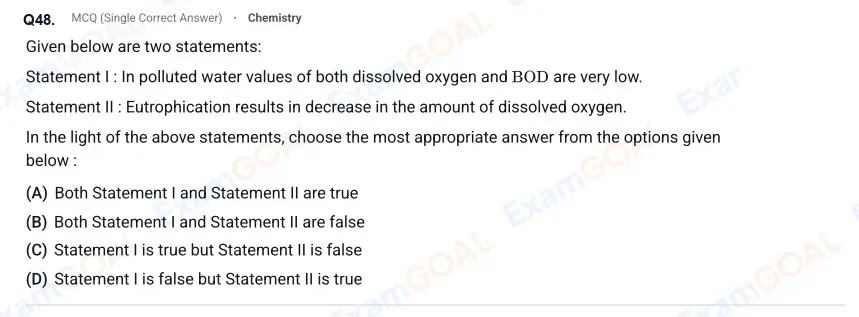 Q48. MCQ (Single Correct Answer) · Chemistry
Given below are two statements:
Statement I : In polluted water values of both dissolved oxygen and BOD are very low.
Statement II : Eutrophication results in decrease in the amount of dissolved oxygen.
In the light of the above statements, choose the most appropriate answer from the options given
below :
(A) Both Statement I and Statement II are true
(B) Both Statement I and Statement II are false
(C) Statement I is true but Statement II is false
(D) Statement I is false but Statement II is true
ExamGOAL